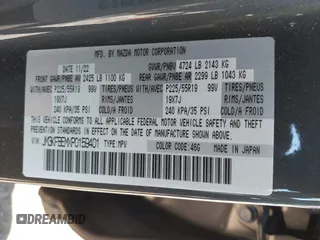 MFD. BY MAZDA MOTOR CORPORATION
DATE 11/22 GVWR/PNBV 4724 LB 2143 KG
FRONT GAWR/PNBE AV 2425 LB 1100 KG REAR GAWR/PNBE AR 2299 LB 1043 KG
WITH/AVEC P225/55R19 99V TIRES/PNEUS WITH/AVEC P225/55R19 99V TIRES/PNEUS
19X7J RIMS/JANTES 19X7J RIMS/JANTES
240 KPA/35 PSI COLD/A FROID 240 KPA/35 PSI COLD/A FROID
THIS VEHICLE CONFORMS TO ALL APPLICABLE FEDERAL MOTOR VEHICLE
SAFETY, BUMPER, AND THEFT PREVENTION STANDARDS IN EFFECT ON THE
DATE OF MANUFACTURE SHOWN ABOVE.
TYPE:MPV
COLOR CODE:46G MADE IN JAPAN
AUTOBIDMASTER